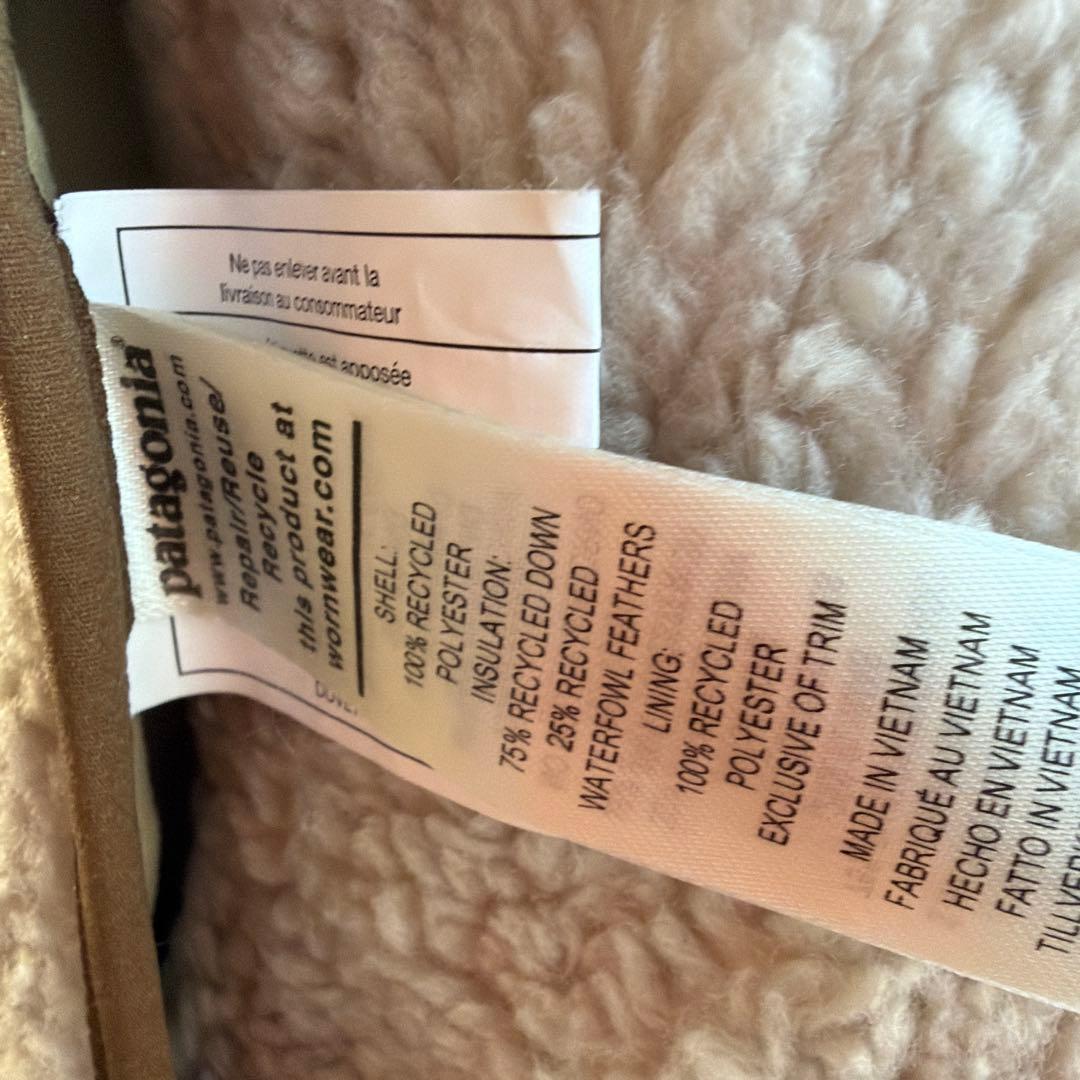 Ne pas enlever avant la
livraison au consommateur
est apposée
patagonia®
www.patagonia.com
Repair/Reuse/
Recycle
this product at
wornwear.com
SHELL:
100% RECYCLED
POLYESTER
INSULATION:
75% RECYCLED DOWN
25% RECYCLED
WATERFOWL FEATHERS
LINING:
100% RECYCLED
POLYESTER
EXCLUSIVE OF TRIM
MADE IN VIETNAM
FABRIQUÉ AU VIETNAM
HECHO EN VIETNAM
FATTO IN VIETNAM